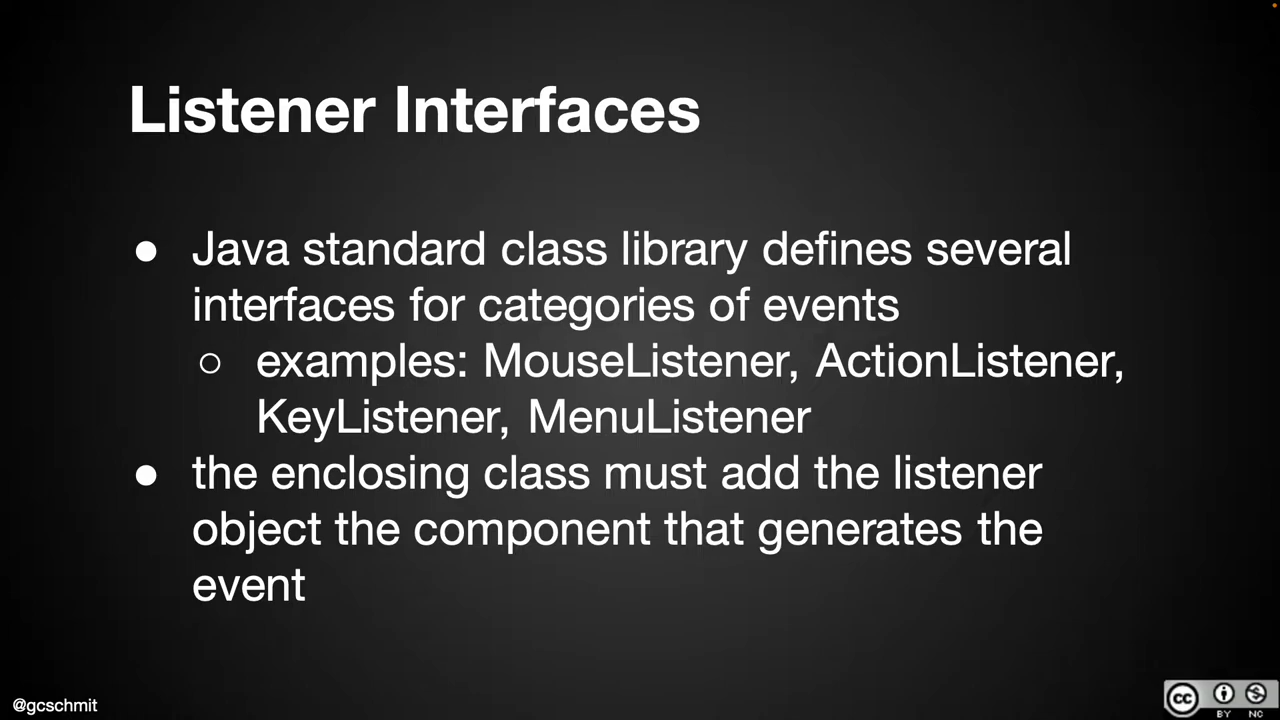 Listener Interfaces
● Java standard class library defines several
interfaces for categories of events
○ examples: MouseListener, ActionListener,
KeyListener, MenuListener
● the enclosing class must add the listener
object the component that generates the
event
@gcschmit
cc
BY NC